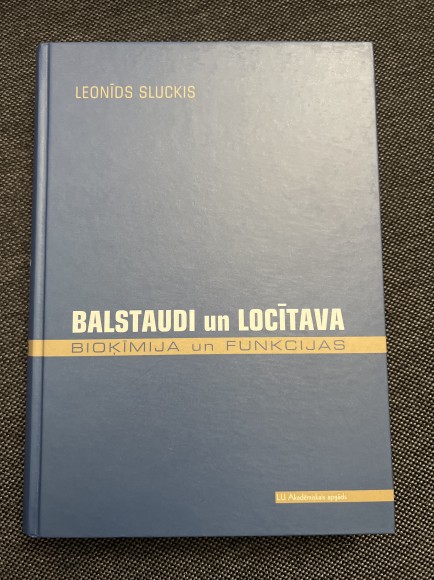 LEONĪDS SLUCKIS
BALSTAUDI un LOCĪTAVA
BIOĶĪMIJA un FUNKCIJAS
LU Akadēmiskais apgāds